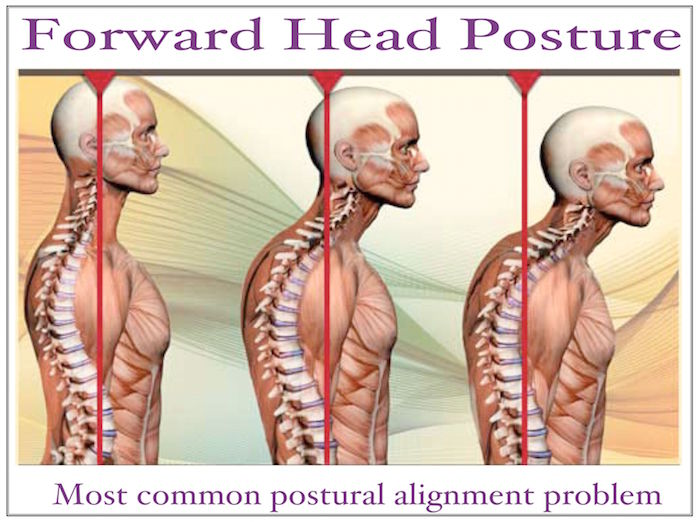 Forward Head Posture
Most common postural alignment problem